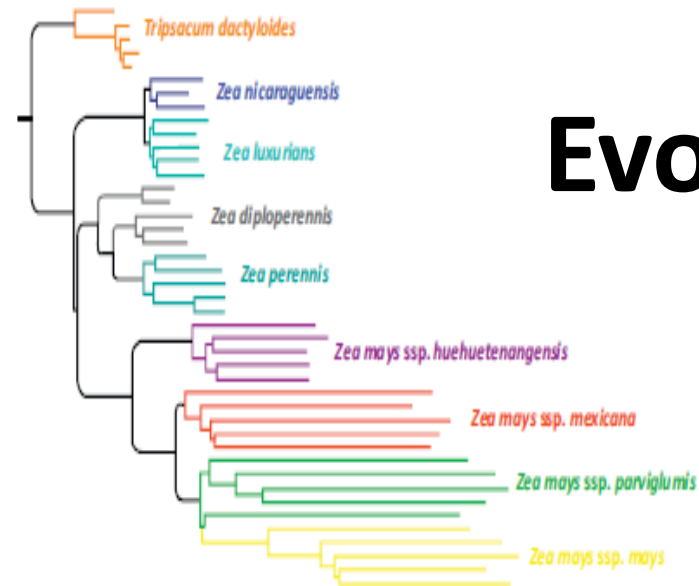 Tripsacum dactyloides
Zea nicaraguensis
Evo
Zea luxurians
Zea diploperennis
Zea perennis
Zea mays ssp. huehuetenangensis
Zea mays ssp. mexicana
Zea mays ssp. parviglumis
Zea mays ssp. mays